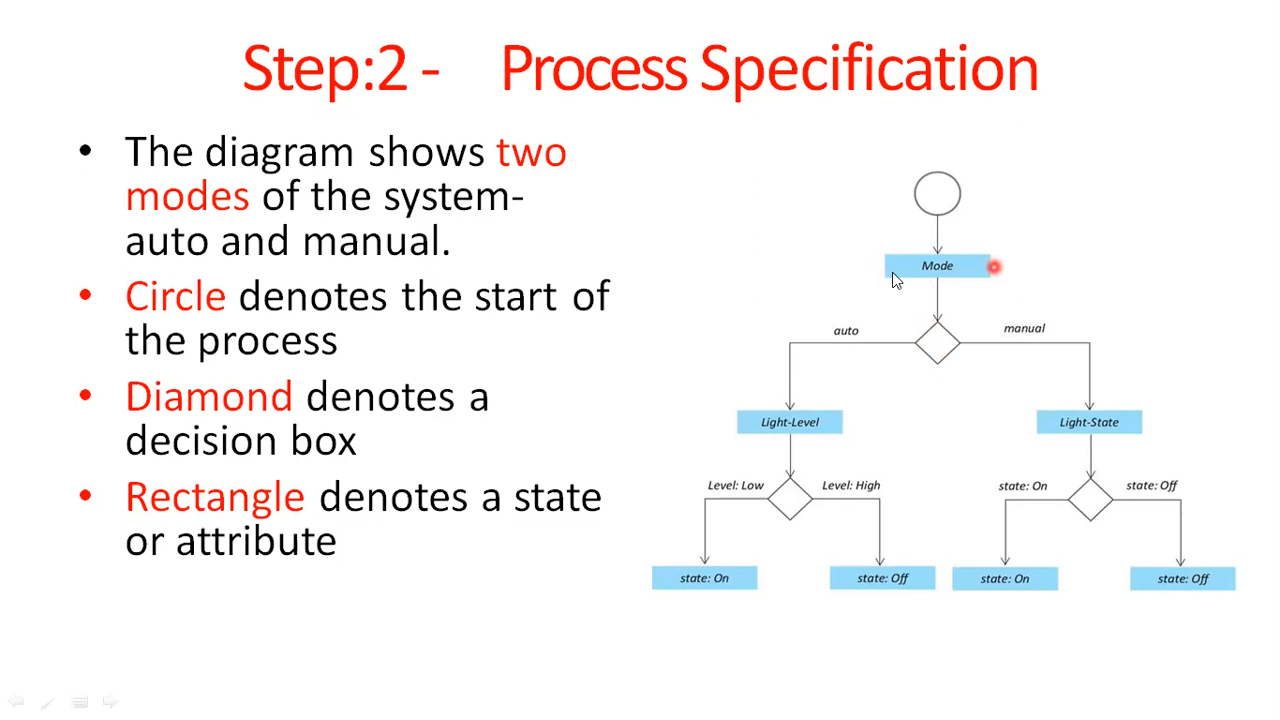 Step:2 - Process Specification
• The diagram shows two
modes of the system-
auto and manual.
• Circle denotes the start of
the process
• Diamond denotes a
decision box
• Rectangle denotes a state
or attribute
Mode
auto
manual
Light-Level
Light-State
Level: Low
Level: High
state: On
state: Off
state: On
state: Off
state: On
state: Off